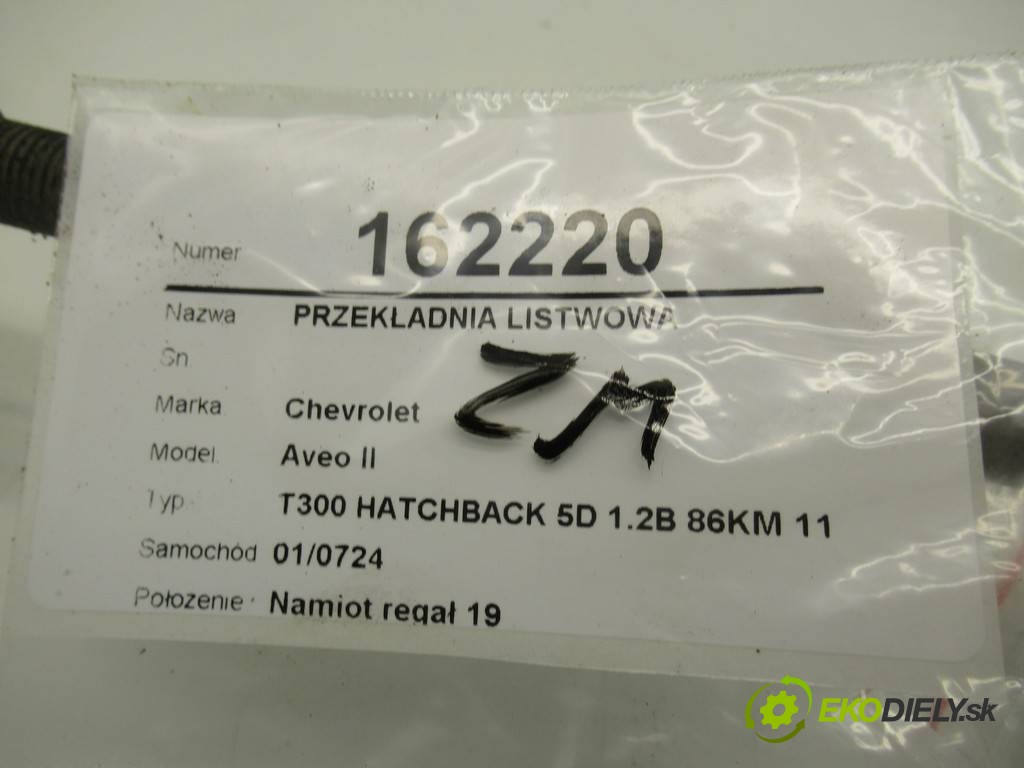 Numer 162220
Nazwa PRZEKŁADNIA LISTWOWA
Sn
Marka Chevrolet
Model Aveo II
Typ T300 HATCHBACK 5D 1.2B 86KM 11
Samochód 01/0724
Położenie Namiot regał 19
ZM
EKODIELY.sk